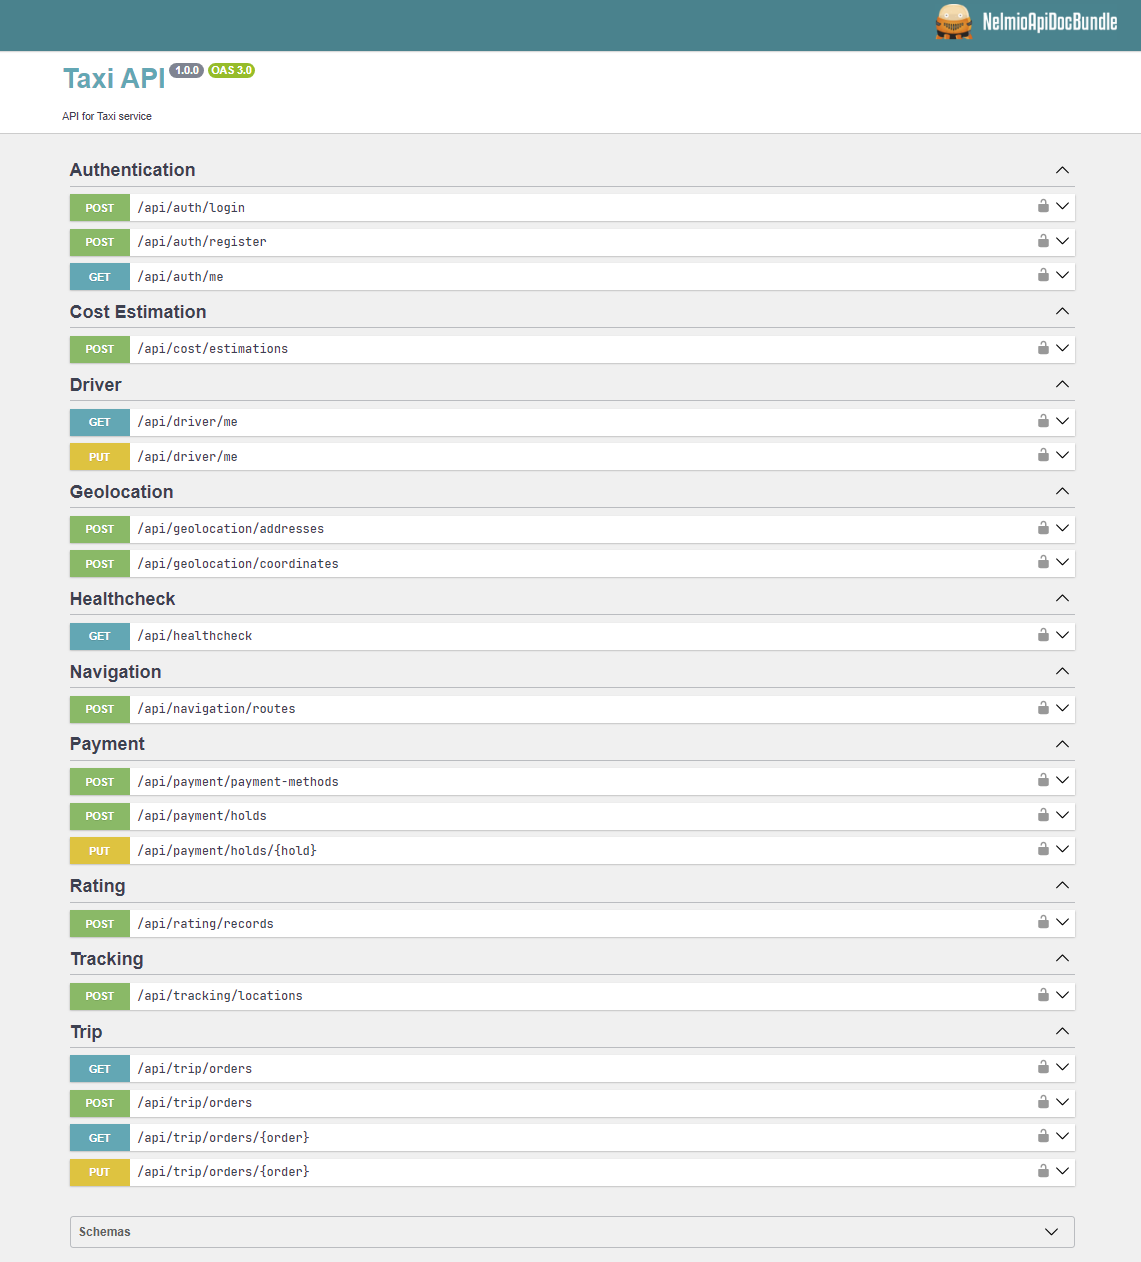 NelmioApiDocBundle
Taxi API 1.0.0 OAS 3.0
API for Taxi service
Authentication
POST /api/auth/login
POST /api/auth/register
GET /api/auth/me
Cost Estimation
POST /api/cost/estimations
Driver
GET /api/driver/me
PUT /api/driver/me
Geolocation
POST /api/geolocation/addresses
POST /api/geolocation/coordinates
Healthcheck
GET /api/healthcheck
Navigation
POST /api/navigation/routes
Payment
POST /api/payment/payment-methods
POST /api/payment/holds
PUT /api/payment/holds/{hold}
Rating
POST /api/rating/records
Tracking
POST /api/tracking/locations
Trip
GET /api/trip/orders
POST /api/trip/orders
GET /api/trip/orders/{order}
PUT /api/trip/orders/{order}
Schemas